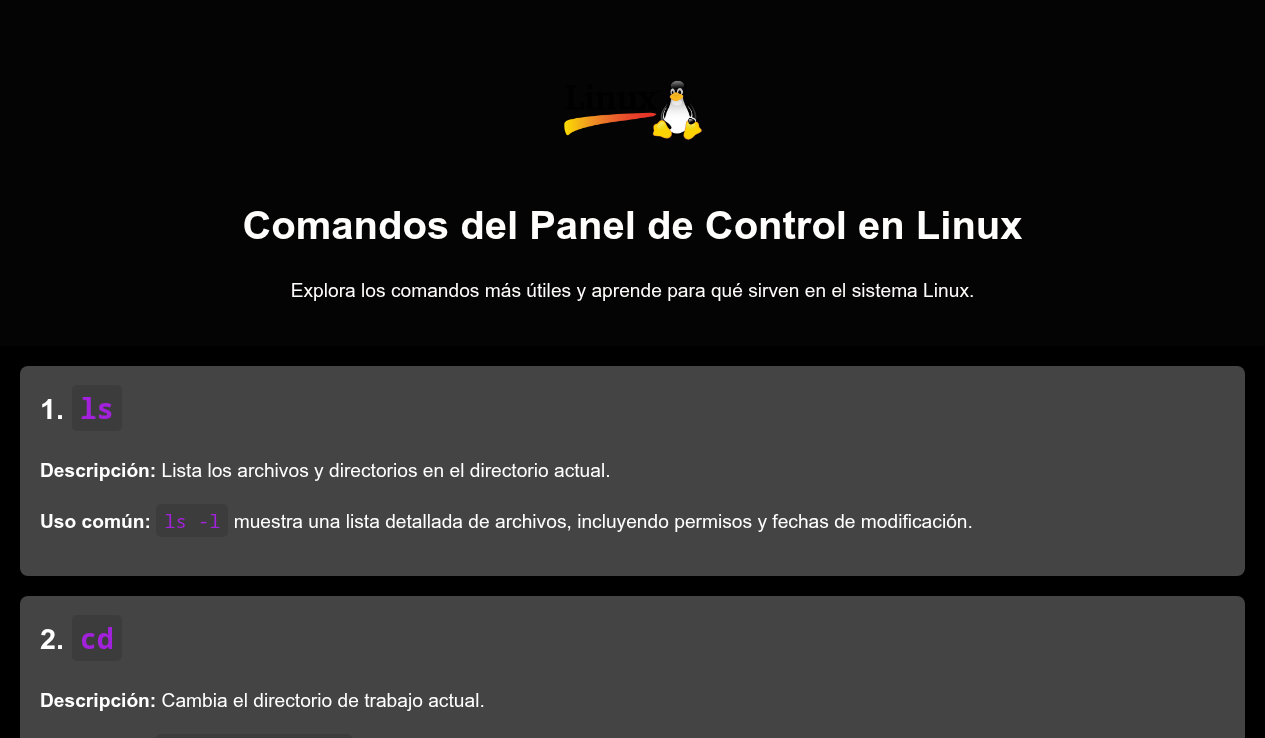 Linux
Comandos del Panel de Control en Linux
Explora los comandos más útiles y aprende para qué sirven en el sistema Linux.
1. ls
Descripción: Lista los archivos y directorios en el directorio actual.
Uso común: ls -l muestra una lista detallada de archivos, incluyendo permisos y fechas de modificación.
2. cd
Descripción: Cambia el directorio de trabajo actual.